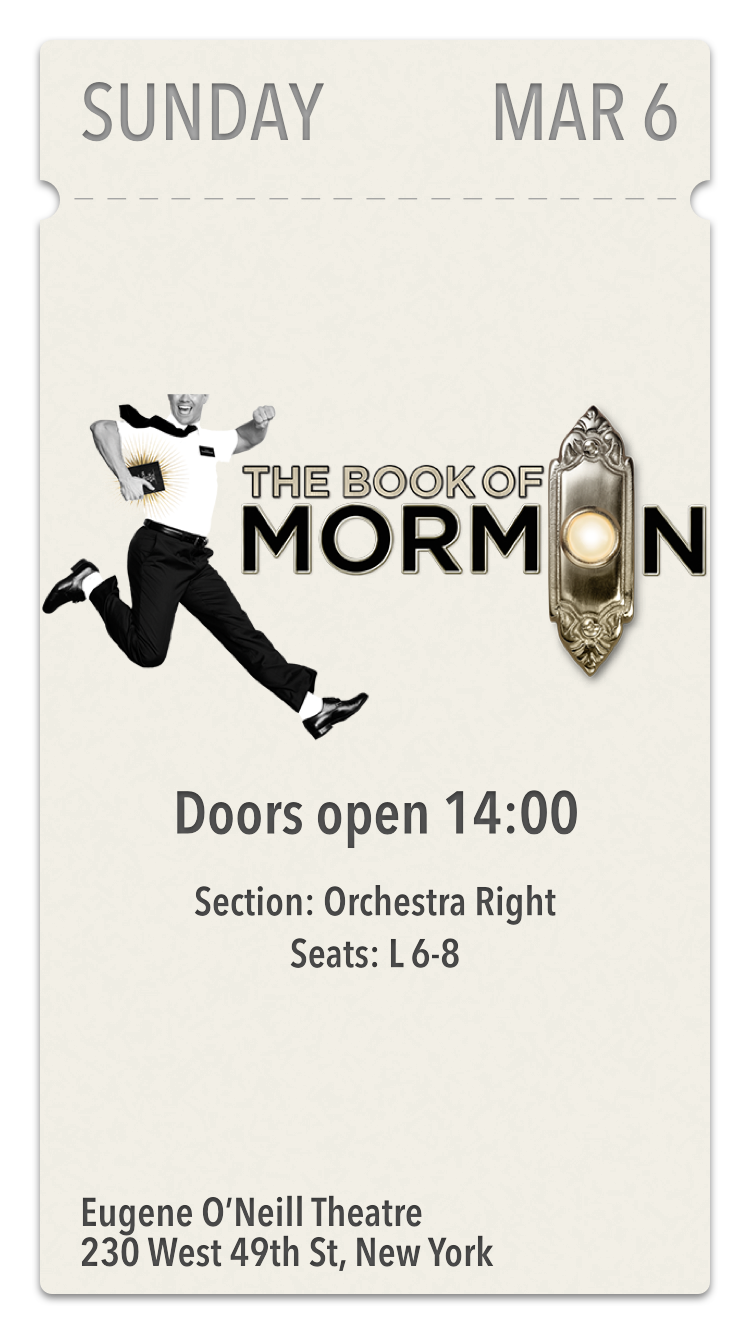 SUNDAY MAR 6
THE BOOK OF
MORMON
Doors open 14:00
Section: Orchestra Right
Seats: L 6-8
Eugene O’Neill Theatre
230 West 49th St, New York